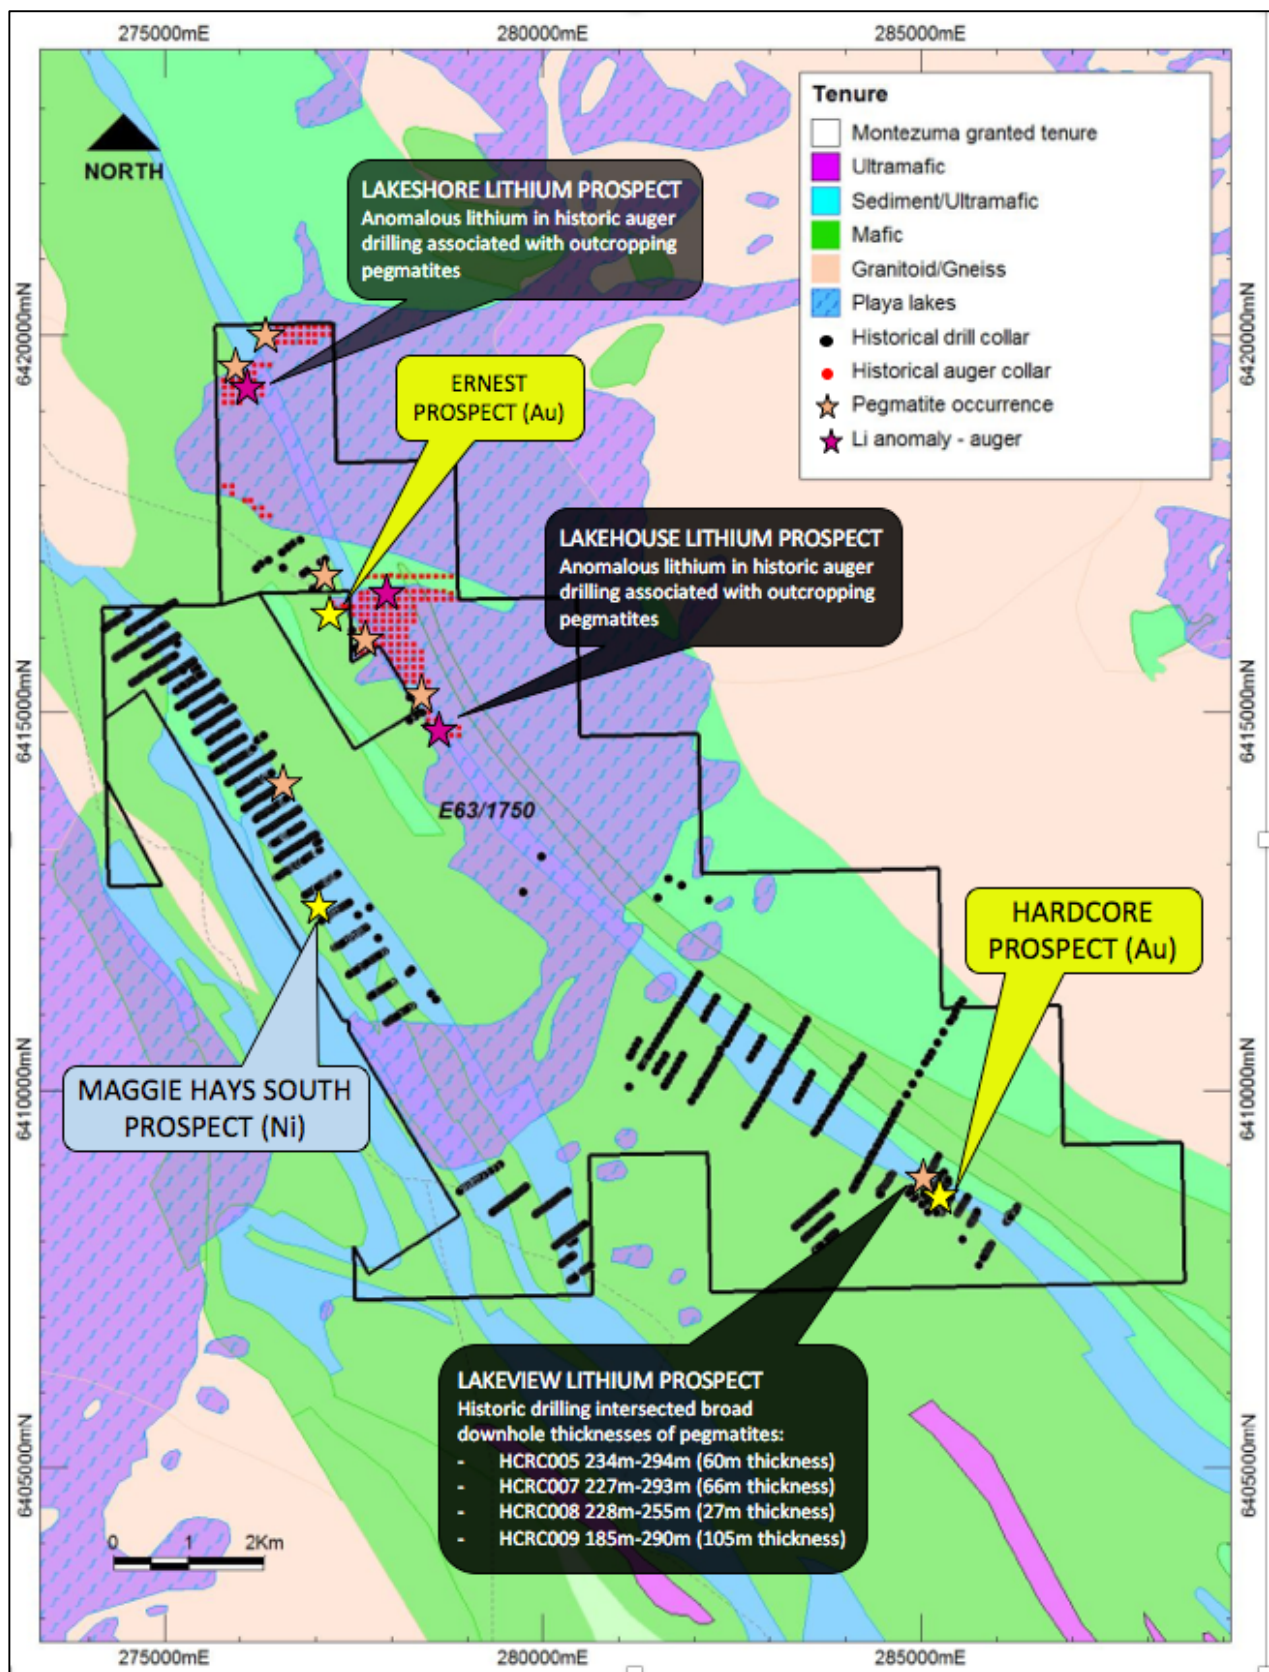 275000mE
280000mE
285000mE
Tenure
Montezuma granted tenure
Ultramafic
Sediment/Ultramafic
Mafic
Granitoid/Gneiss
Playa lakes
Historical drill collar
Historical auger collar
Pegmatite occurrence
Li anomaly - auger
NORTH
LAKESHORE LITHIUM PROSPECT
Anomalous lithium in historic auger
drilling associated with outcropping
pegmatites
6420000mN
6420000mN
ERNEST
PROSPECT (Au)
LAKEHOUSE LITHIUM PROSPECT
Anomalous lithium in historic auger
drilling associated with outcropping
pegmatites
6415000mN
6415000mN
E63/1750
HARDCORE
PROSPECT (Au)
MAGGIE HAYS SOUTH
PROSPECT (Ni)
6410000mN
6410000mN
LAKEVIEW LITHIUM PROSPECT
Historic drilling intersected broad
downhole thicknesses of pegmatites:
- HCRC005 234m-294m (60m thickness)
- HCRC007 227m-293m (66m thickness)
- HCRC008 228m-255m (27m thickness)
- HCRC009 185m-290m (105m thickness)
6405000mN
6405000mN
0 1 2Km
275000mE
280000mE
285000mE